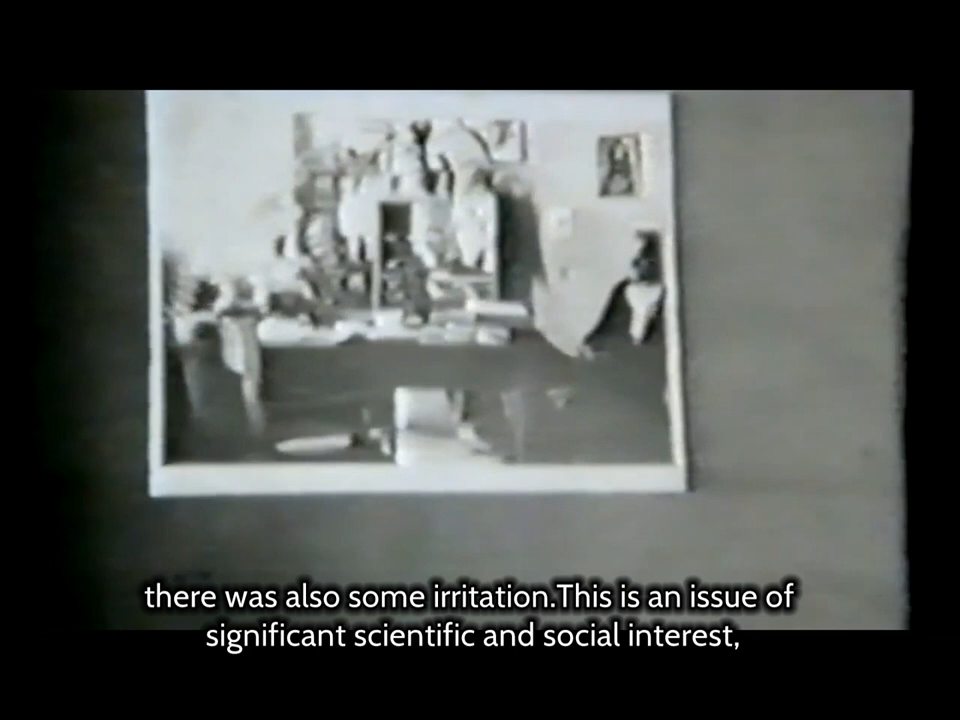 there was also some irritation.This is an issue of
significant scientific and social interest,